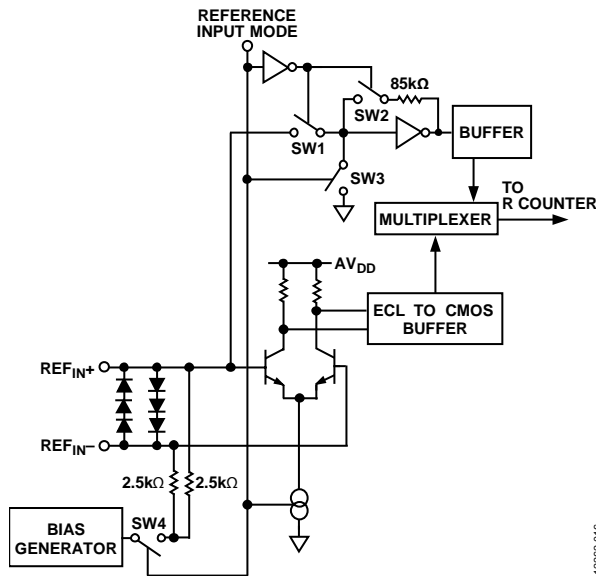 REFERENCE
INPUT MODE
85kΩ
SW2
SW1
BUFFER
SW3
TO
R COUNTER
MULTIPLEXER
AVDD
ECL TO CMOS
BUFFER
REFIN+
REFIN–
2.5kΩ
2.5kΩ
BIAS
GENERATOR
SW4